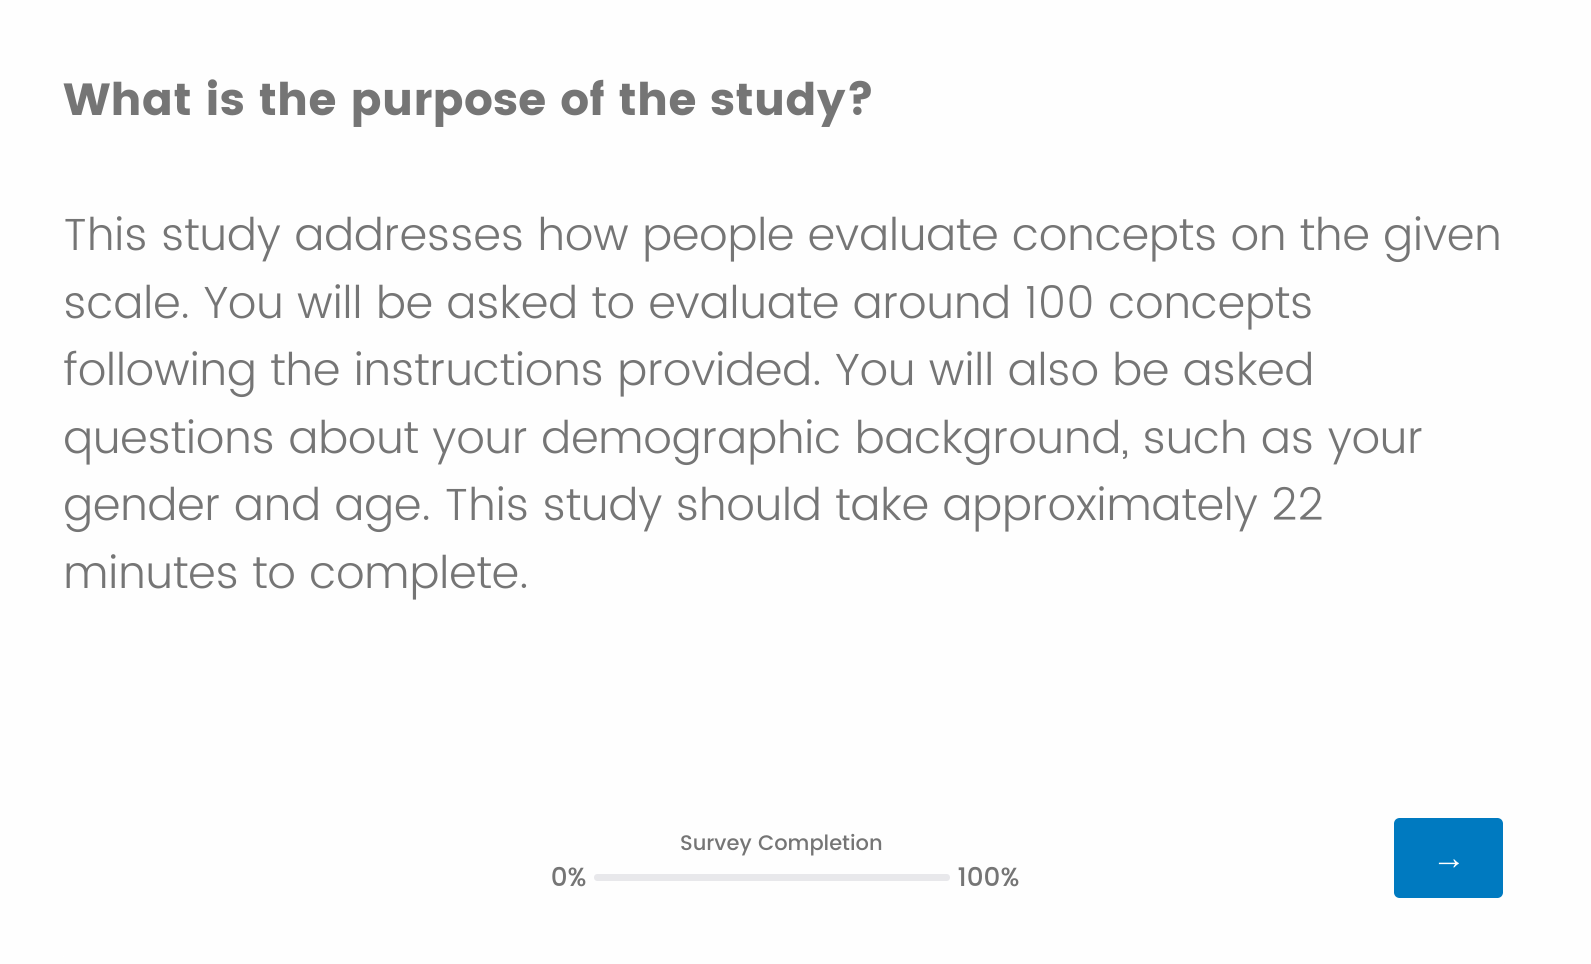 What is the purpose of the study?
This study addresses how people evaluate concepts on the given
scale. You will be asked to evaluate around 100 concepts
following the instructions provided. You will also be asked
questions about your demographic background, such as your
gender and age. This study should take approximately 22
minutes to complete.
Survey Completion
0% 100%
→